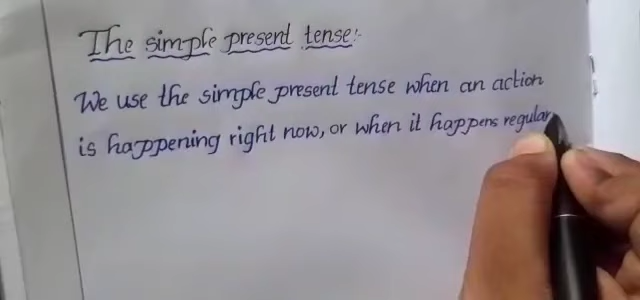 The simple present tense:-
We use the simple present tense when an action
is happening right now, or when it happens regular